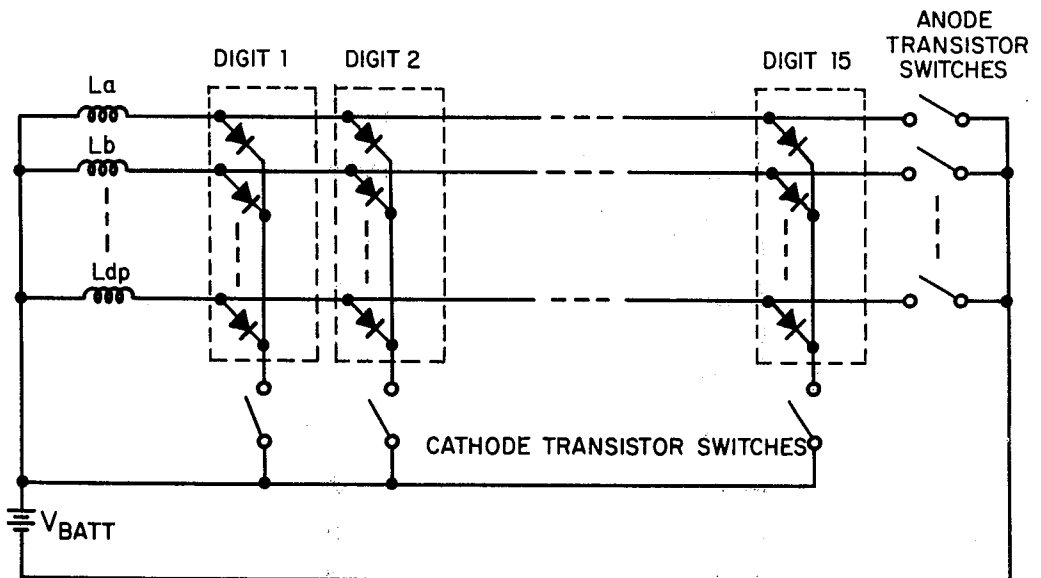 ANODE
TRANSISTOR
SWITCHES
DIGIT 1
DIGIT 2
DIGIT 15
La
Lb
Ldp
CATHODE TRANSISTOR SWITCHES
VBATT